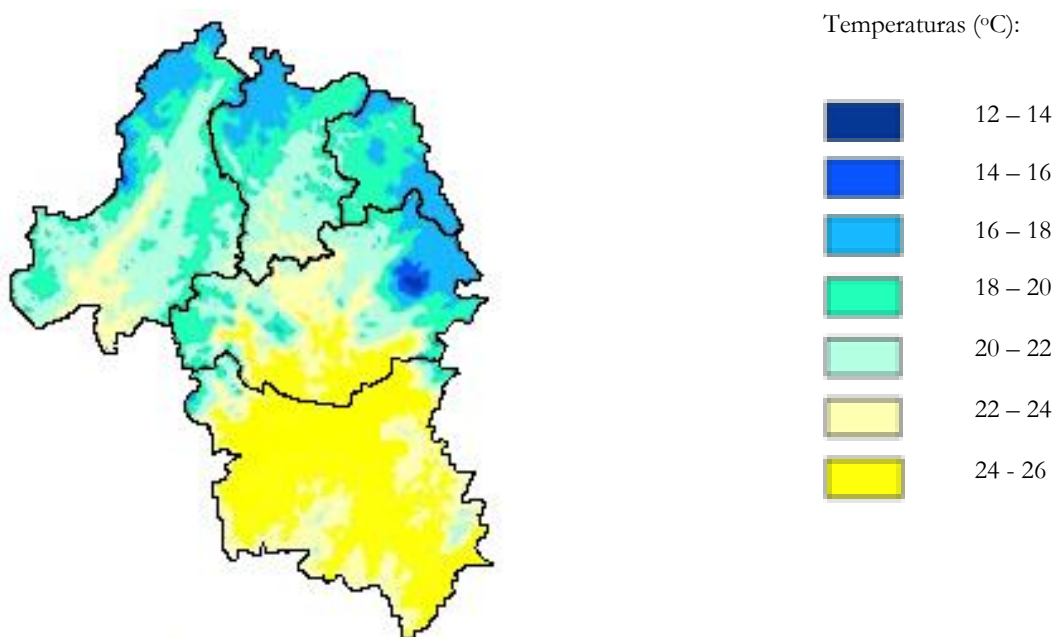 Temperaturas (ºC):
12 – 14
14 – 16
16 – 18
18 – 20
20 – 22
22 – 24
24 - 26